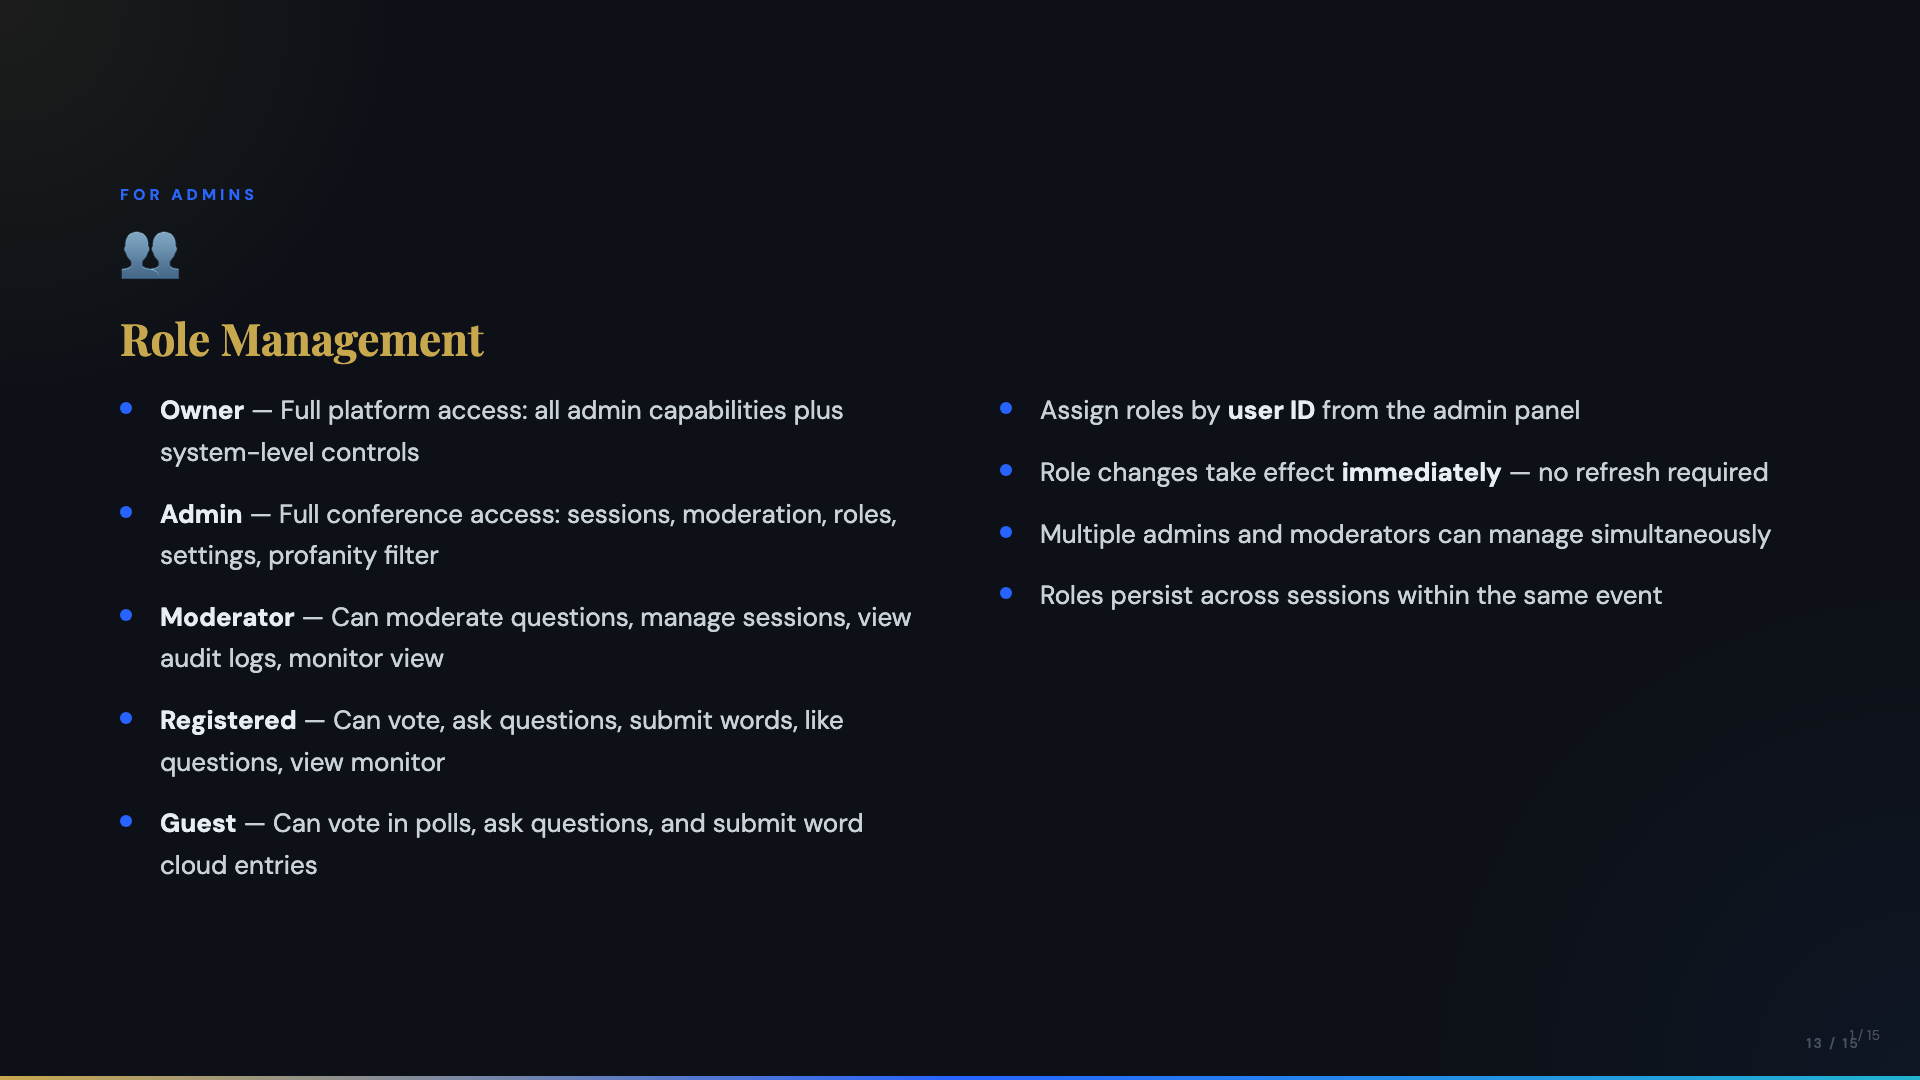 FOR ADMINS
Role Management
Owner — Full platform access: all admin capabilities plus
system-level controls
Admin — Full conference access: sessions, moderation, roles,
settings, profanity filter
Moderator — Can moderate questions, manage sessions, view
audit logs, monitor view
Registered — Can vote, ask questions, submit words, like
questions, view monitor
Guest — Can vote in polls, ask questions, and submit word
cloud entries
Assign roles by user ID from the admin panel
Role changes take effect immediately — no refresh required
Multiple admins and moderators can manage simultaneously
Roles persist across sessions within the same event
1 / 15
13 / 15